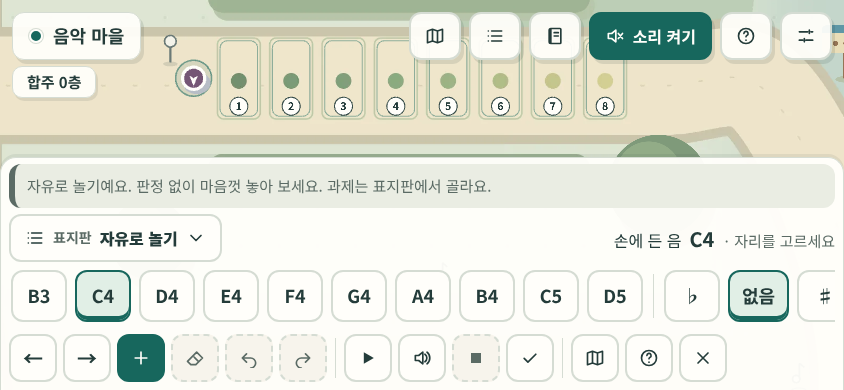 음악 마을
소리 켜기
합주 0층
1 2 3 4 5 6 7 8
자유로 놀기예요. 판정 없이 마음껏 놓아 보세요. 과제는 표지판에서 골라요.
표지판 자유로 놀기
손에 든 음 C4 · 자리를 고르세요
B3 C4 D4 E4 F4 G4 A4 B4 C5 D5 ♭ 없음 ♯